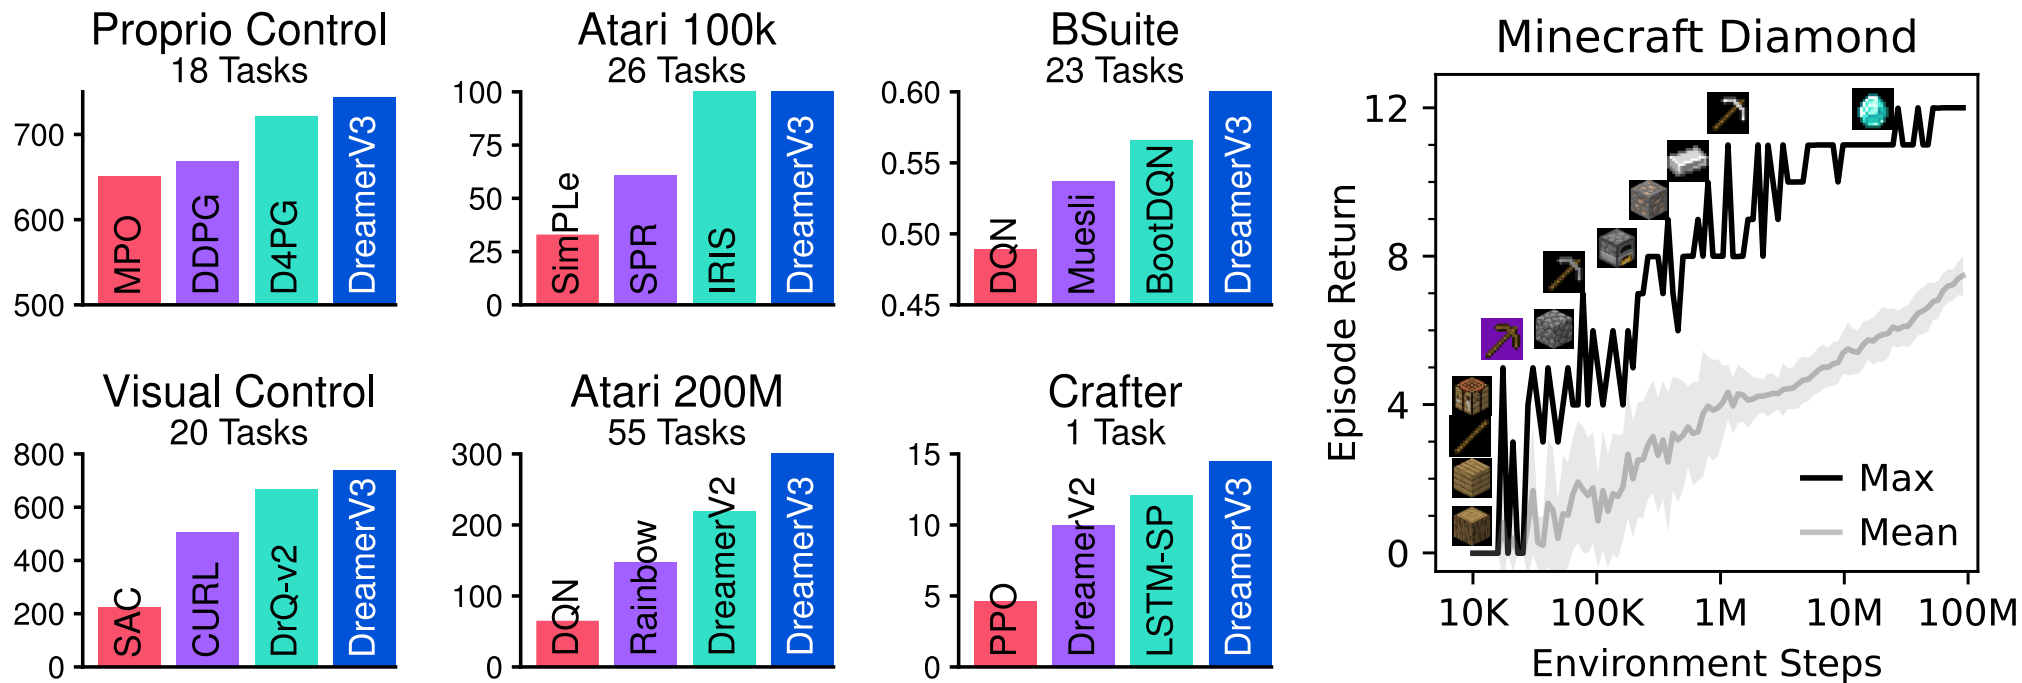 Proprio Control
18 Tasks
700
600
500
MPO
DDPG
D4PG
DreamerV3
Atari 100k
26 Tasks
100
75
50
25
0
SimPLe
SPR
IRIS
DreamerV3
BSuite
23 Tasks
0.60
0.55
0.50
0.45
DQN
Muesli
BootDQN
DreamerV3
Visual Control
20 Tasks
800
600
400
200
0
SAC
CURL
DrQ-v2
DreamerV3
Atari 200M
55 Tasks
300
200
100
0
DQN
Rainbow
DreamerV2
DreamerV3
Crafter
1 Task
15
10
5
0
PPO
DreamerV2
LSTM-SP
DreamerV3
Minecraft Diamond
Episode Return
12
8
4
0
Max
Mean
10K 100K 1M 10M 100M
Environment Steps